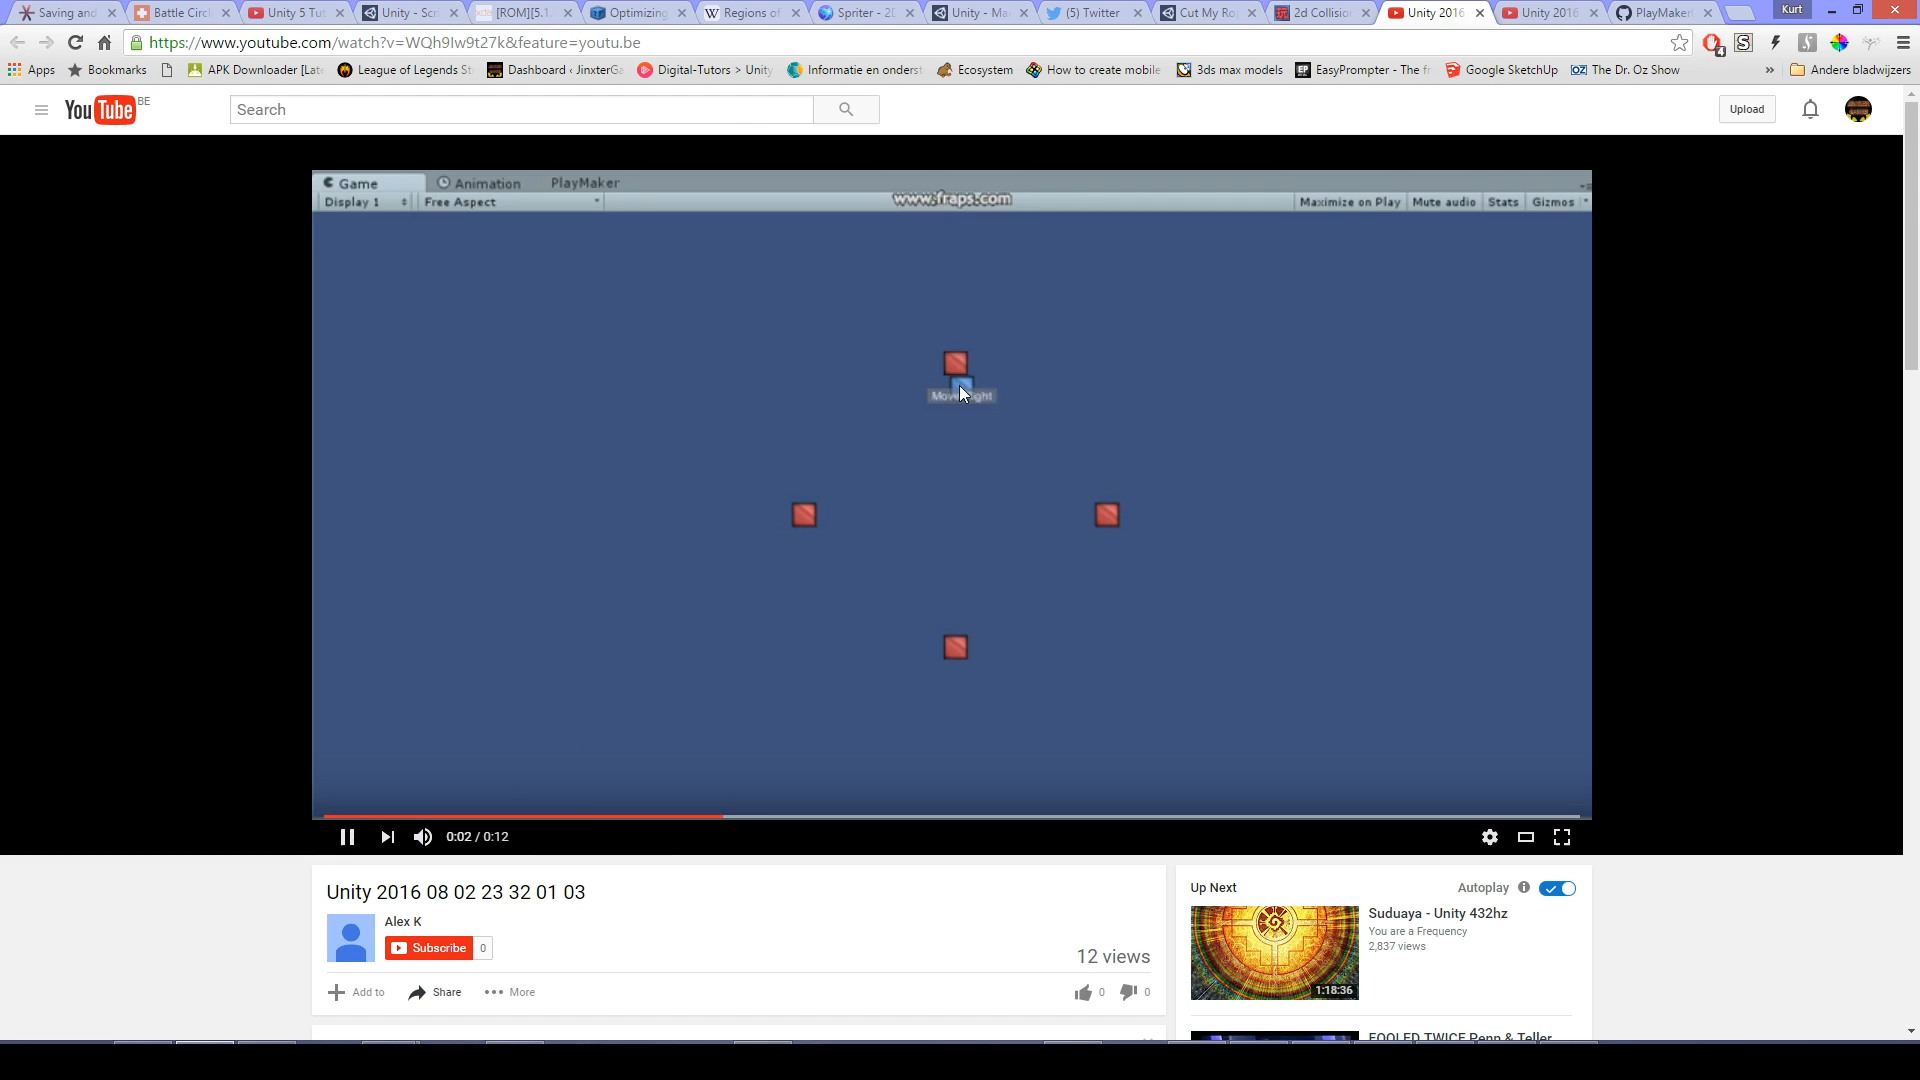 Saving and
Battle Circ
Unity 5 Tut
Unity - Scr
[ROM][5.1.
Optimizing
Regions of
Spriter - 2D
Unity - Ma
(5) Twitter
Cut My Ro
2d Collision
Unity 2016
Unity 2016
PlayMaker
Kurt
https://www.youtube.com/watch?v=WQh9Iw9t27k&feature=youtu.be
4
Apps
Bookmarks
APK Downloader [Late
League of Legends St
Dashboard ‹ JinxterGa
Digital-Tutors > Unity
Informatie en onderst
Ecosystem
How to create mobile
3ds max models
EasyPrompter - The fr
Google SketchUp
The Dr. Oz Show
»
Andere bladwijzers
YouTube BE
Search
Upload
Game
Animation
PlayMaker
Display 1
Free Aspect
www.fraps.com
Maximize on Play
Mute audio
Stats
Gizmos
0:02 / 0:12
Unity 2016 08 02 23 32 01 03
Alex K
Subscribe
0
12 views
Add to
Share
More
0
0
Up Next
Autoplay
Suduaya - Unity 432hz
You are a Frequency
2,837 views
1:18:36
FOOLED TWICE Penn & Teller